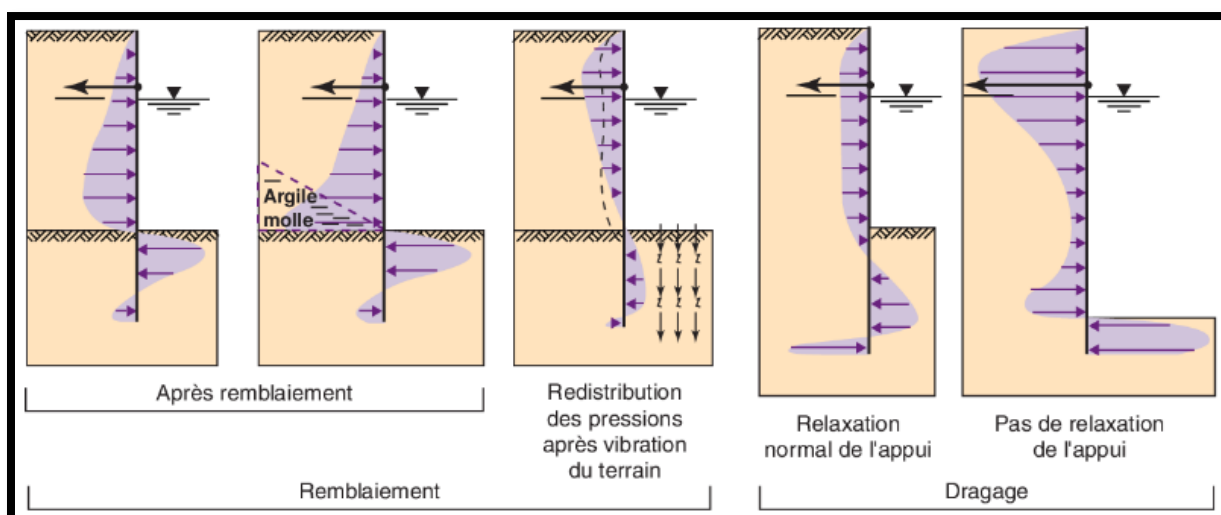 Argile
molle
Après remblaiement
Redistribution
des pressions
après vibration
du terrain
Remblaiement
Relaxation
normal de l'appui
Pas de relaxation
de l'appui
Dragage